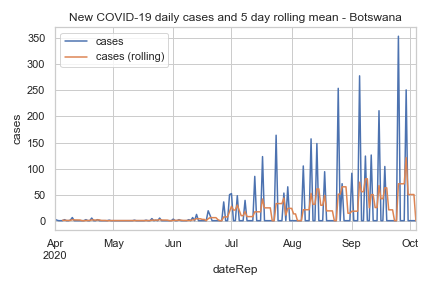 New COVID-19 daily cases and 5 day rolling mean - Botswana
cases
cases (rolling)
350
300
250
200
150
100
50
0
cases
Apr May Jun Jul Aug Sep Oct
2020
dateRep